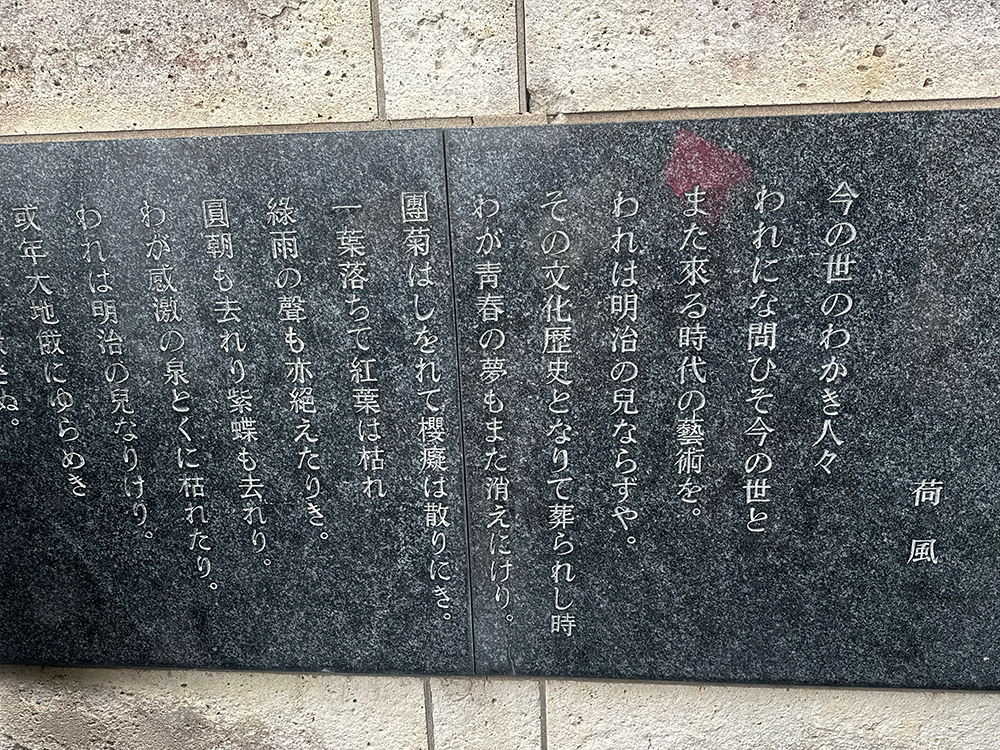 荷風
今の世のわかき人々
われにな問ひそ今の世と
また來る時代の藝術を。
われは明治の兒ならずや。
その文化歷史となりて葬られし時
わが青春の夢もまた消えにけり。
團菊はしをれて櫻癡は散りにき。
一葉落ちて紅葉は枯れ
綠雨の聲も亦絕えたりき。
圓朝も去れり紫蝶も去れり。
わが感激の泉とくに枯れたり。
われは明治の兒なりけり。
或年大地俄にゆらめき
さぬ。